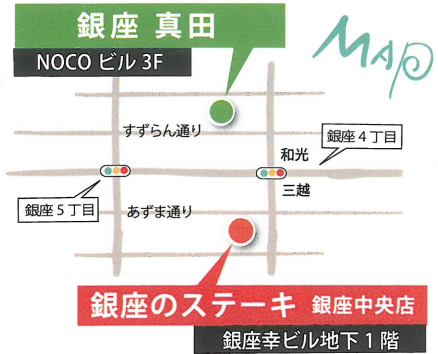 銀座 真田
NOCO ビル 3F
MAP
すずらん通り
銀座4丁目
和光
三越
銀座5丁目
あずま通り
銀座のステーキ 銀座中央店
銀座幸ビル地下1階